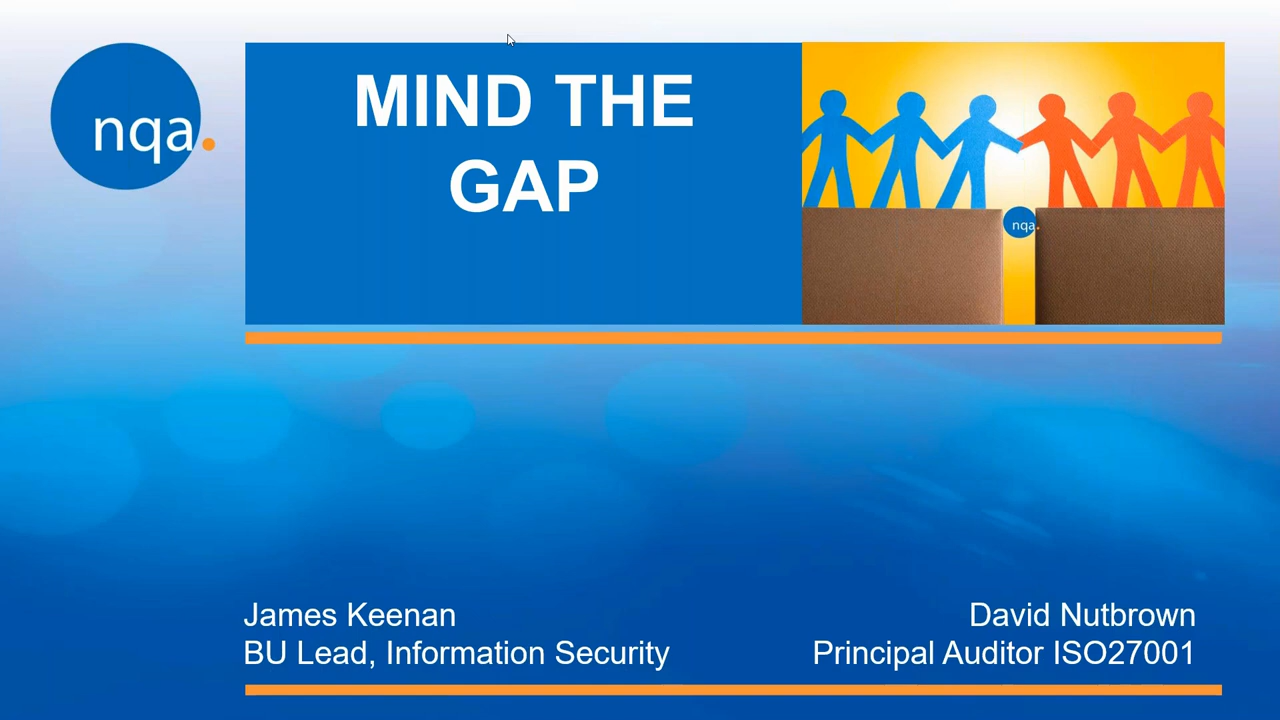 nqa.
MIND THE
GAP
nqa.
James Keenan
BU Lead, Information Security
David Nutbrown
Principal Auditor ISO27001